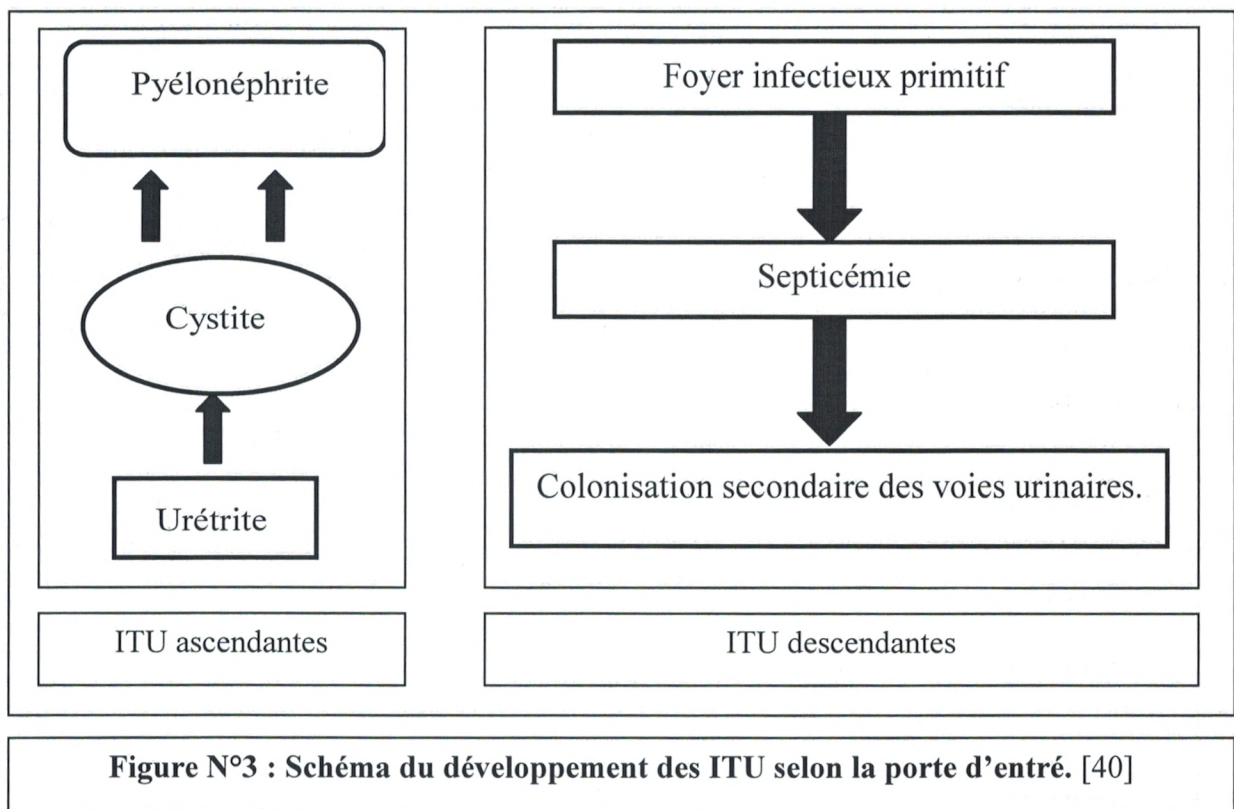 Pyélonéphrite
Cystite
Urétrite
ITU ascendantes
Foyer infectieux primitif
Septicémie
Colonisation secondaire des voies urinaires.
ITU descendantes
Figure N°3 : Schéma du développement des ITU selon la porte d’entré. [40]